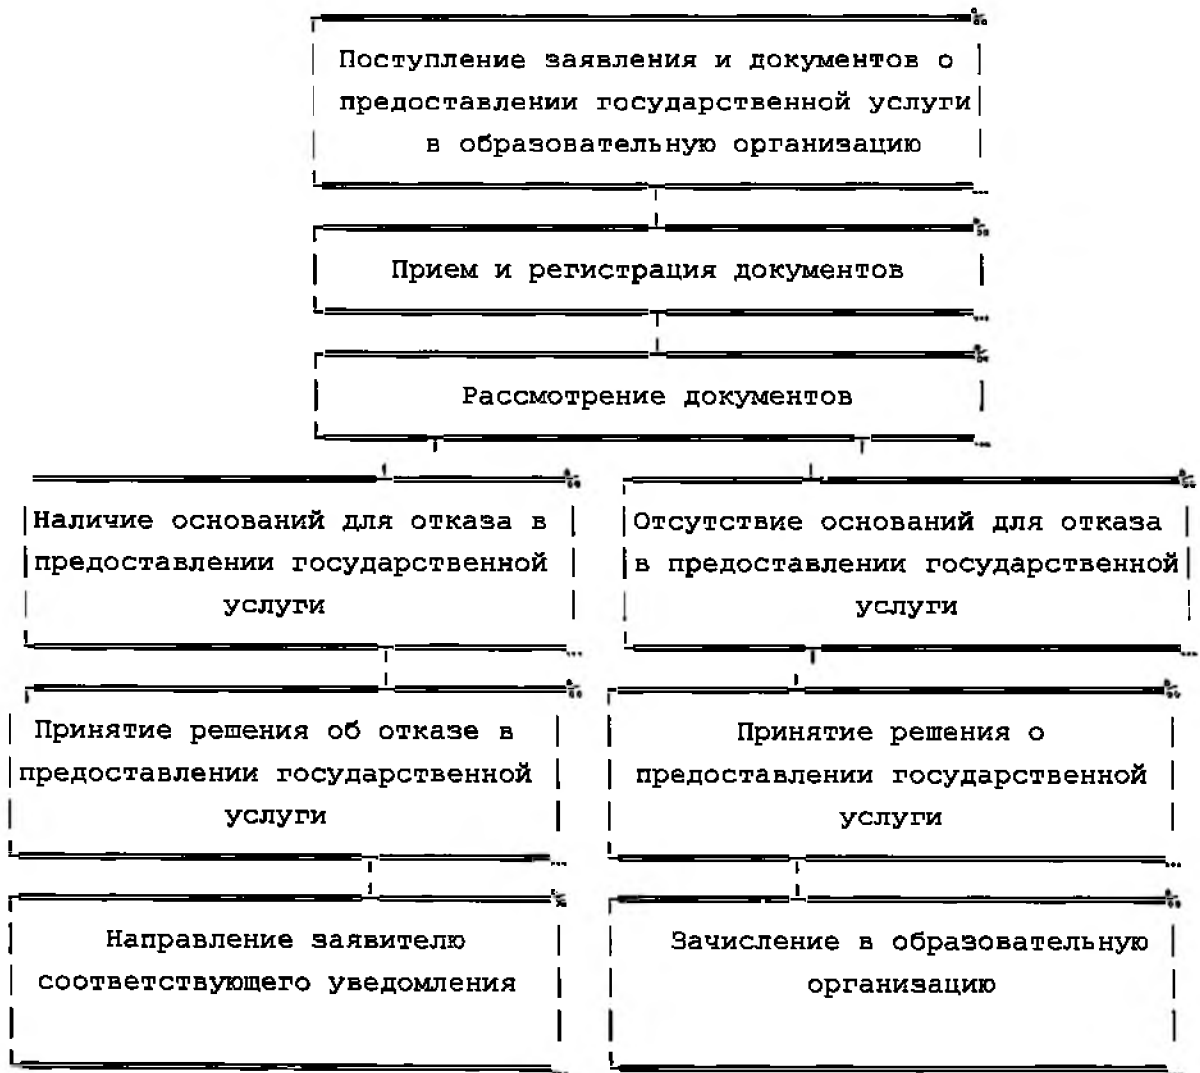 Поступление заявления и документов о
предоставлении государственной услуги
в образовательную организацию
Прием и регистрация документов
Рассмотрение документов
Наличие оснований для отказа в
предоставлении государственной
услуги
Отсутствие оснований для отказа
в предоставлении государственной
услуги
Принятие решения об отказе в
предоставлении государственной
услуги
Принятие решения о
предоставлении государственной
услуги
Направление заявителю
соответствующего уведомления
Зачисление в образовательную
организацию